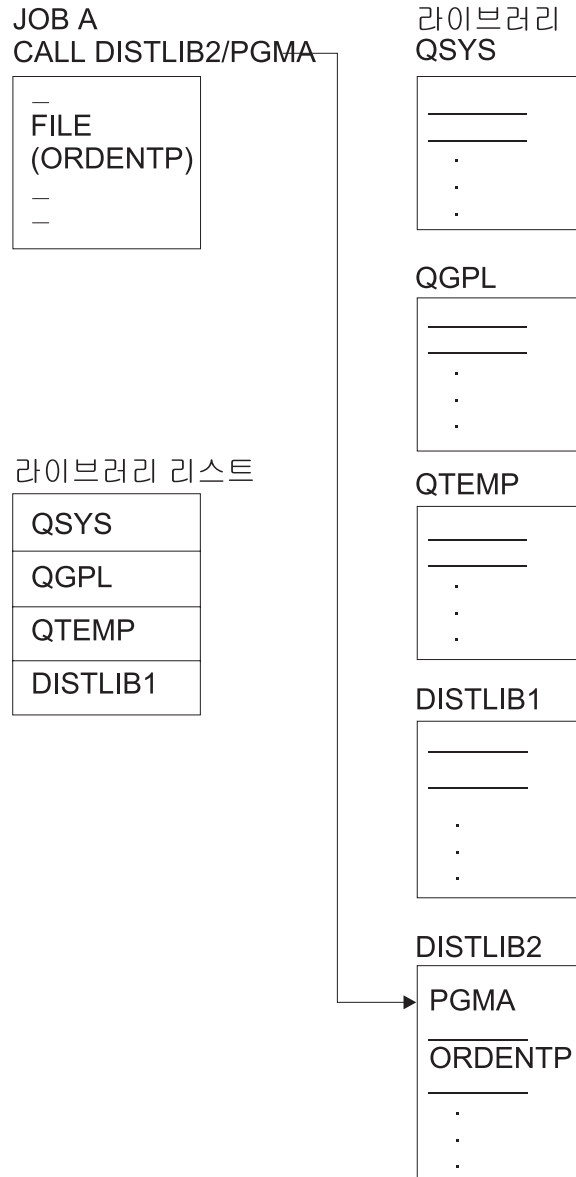 JOB A
CALL DISTLIB2/PGMA
FILE
(ORDENTP)
라이브러리 리스트
QSYS
QGPL
QTEMP
DISTLIB1
라이브러리
QSYS
QGPL
QTEMP
DISTLIB1
DISTLIB2
PGMA
ORDENTP